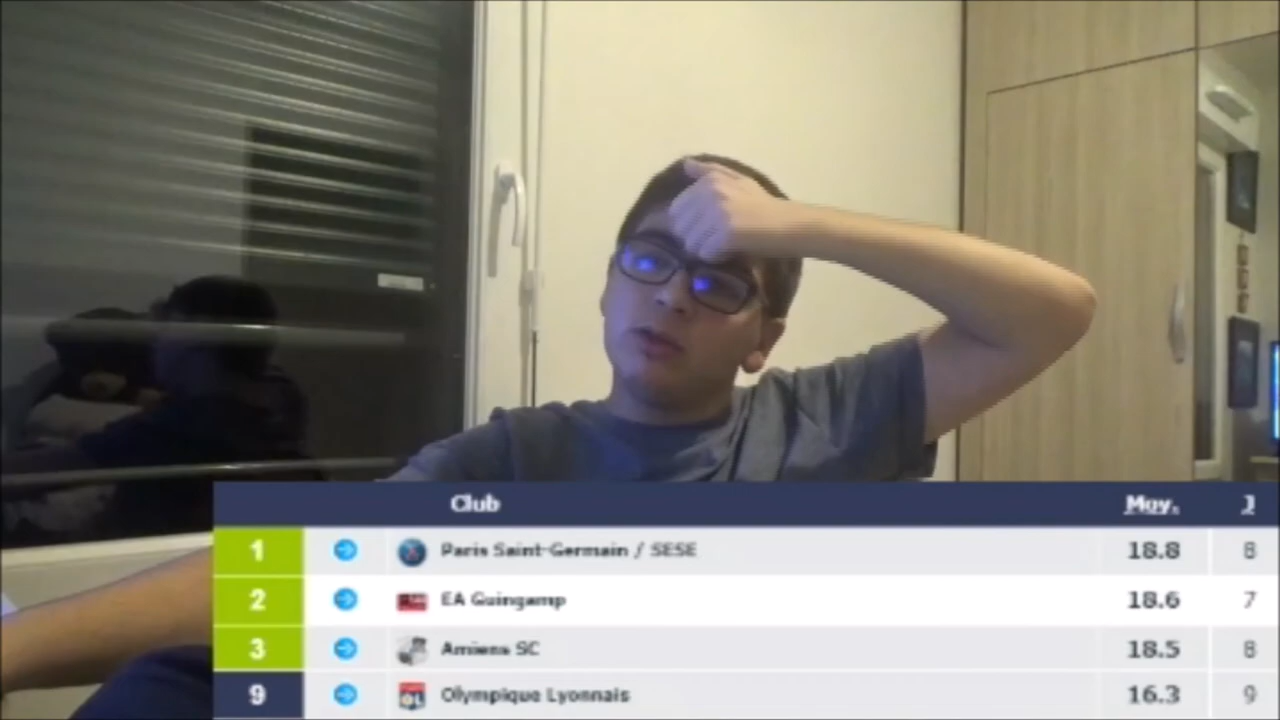 Club Moy. J
1 Paris Saint-Germain / SESE 18.8 8
2 EA Guingamp 18.6 7
3 Amiens SC 18.5 8
9 Olympique Lyonnais 16.3 9